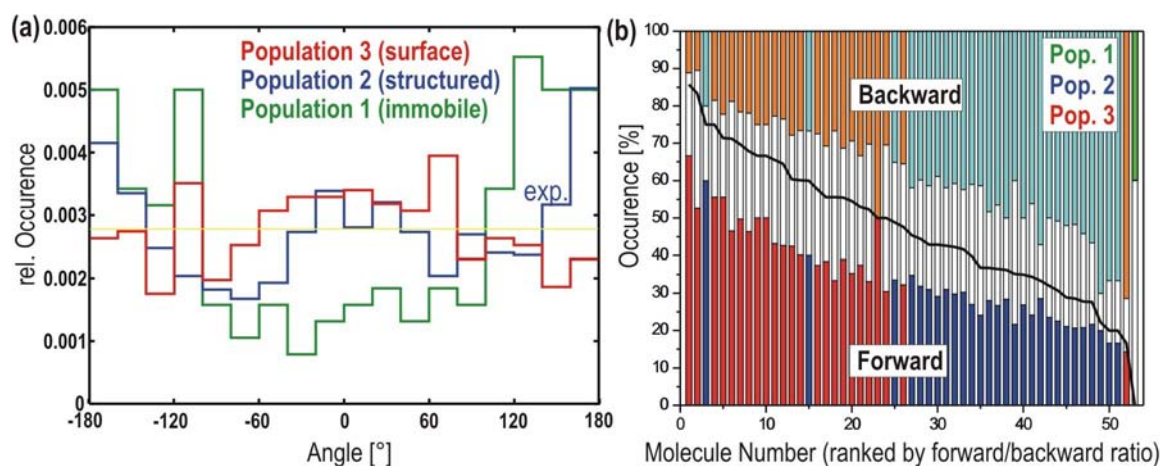 (a)
rel. Occurence
0.006
0.005
0.004
0.003
0.002
0.001
0
Population 3 (surface)
Population 2 (structured)
Population 1 (immobile)
exp.
-180 -120 -60 0 60 120 180
Angle [°]
(b)
Occurence [%]
100
90
80
70
60
50
40
30
20
10
0
Backward
Pop. 1
Pop. 2
Pop. 3
Forward
0 10 20 30 40 50
Molecule Number (ranked by forward/backward ratio)